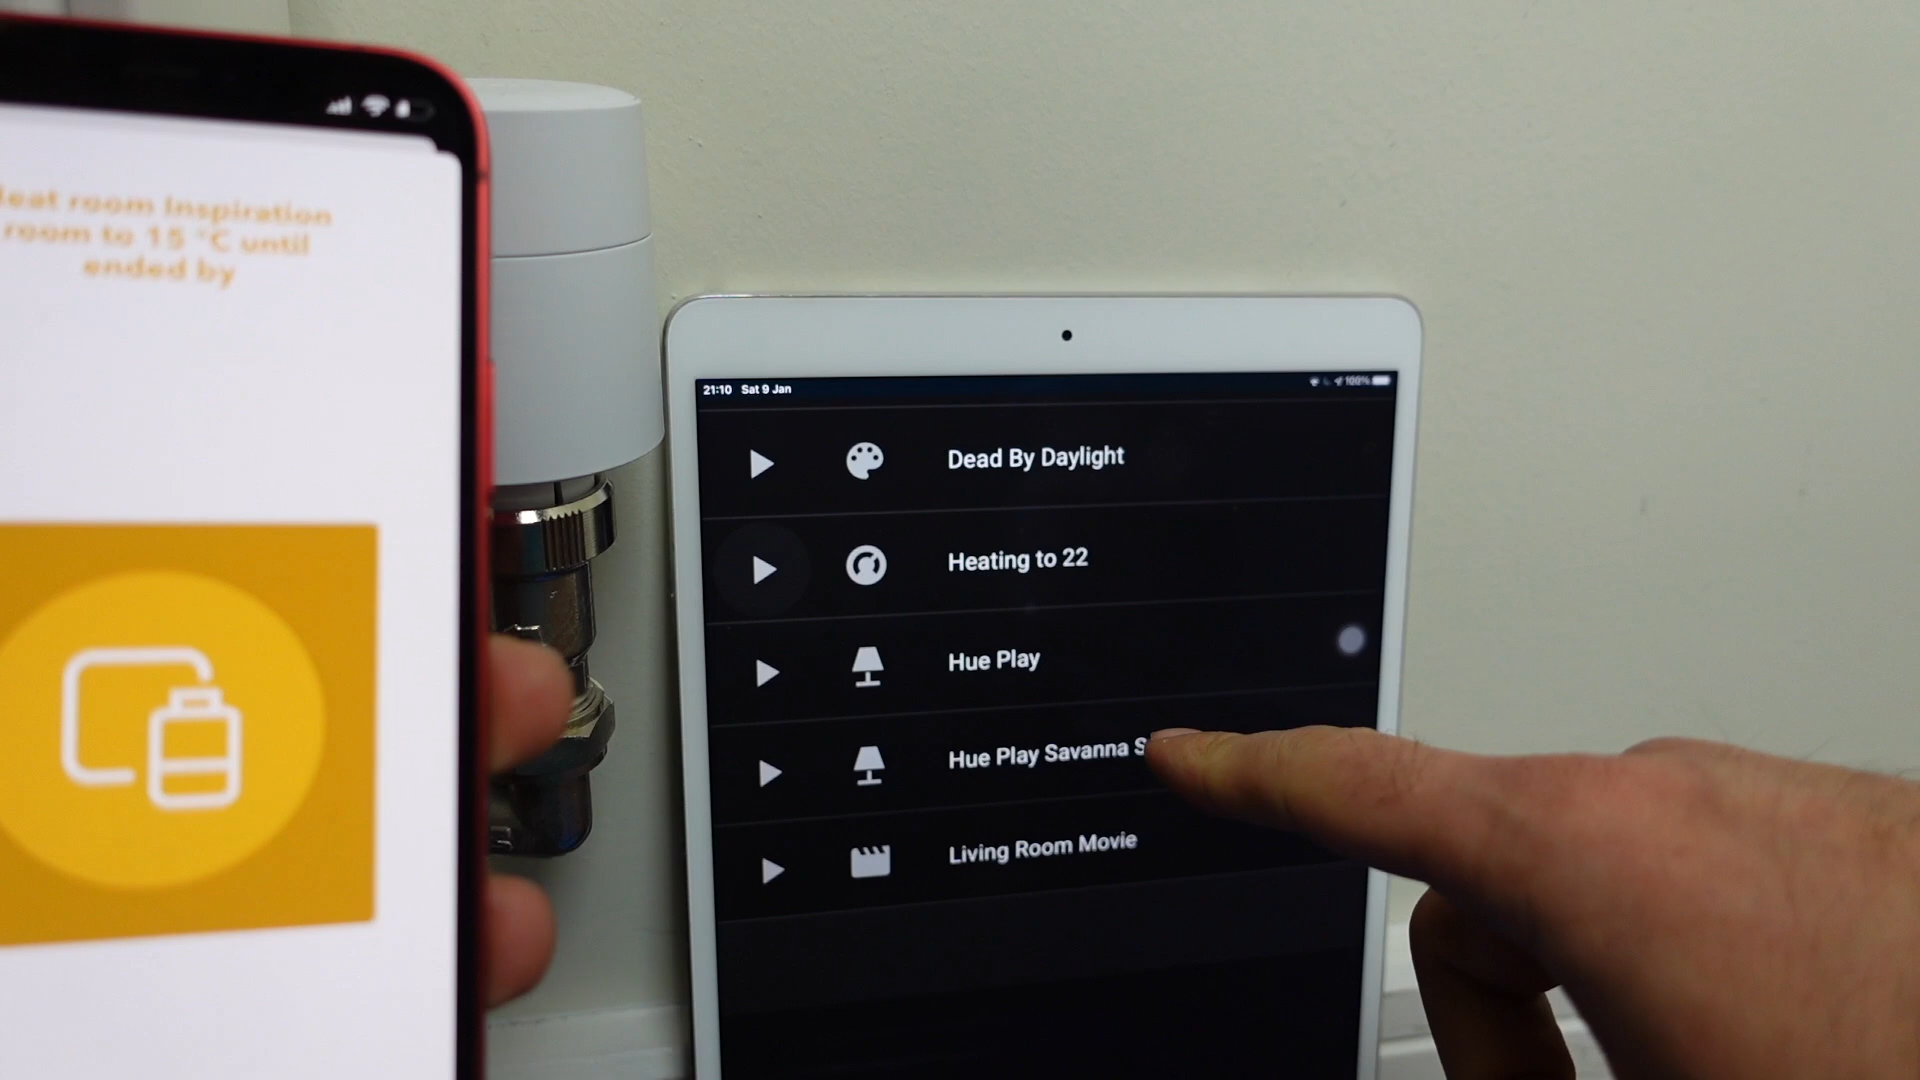 room Inspiration
room to 15 °C until
ended by
21:10 Sat 9 Jan
100%
Dead By Daylight
Heating to 22
Hue Play
Hue Play Savanna S
Living Room Movie